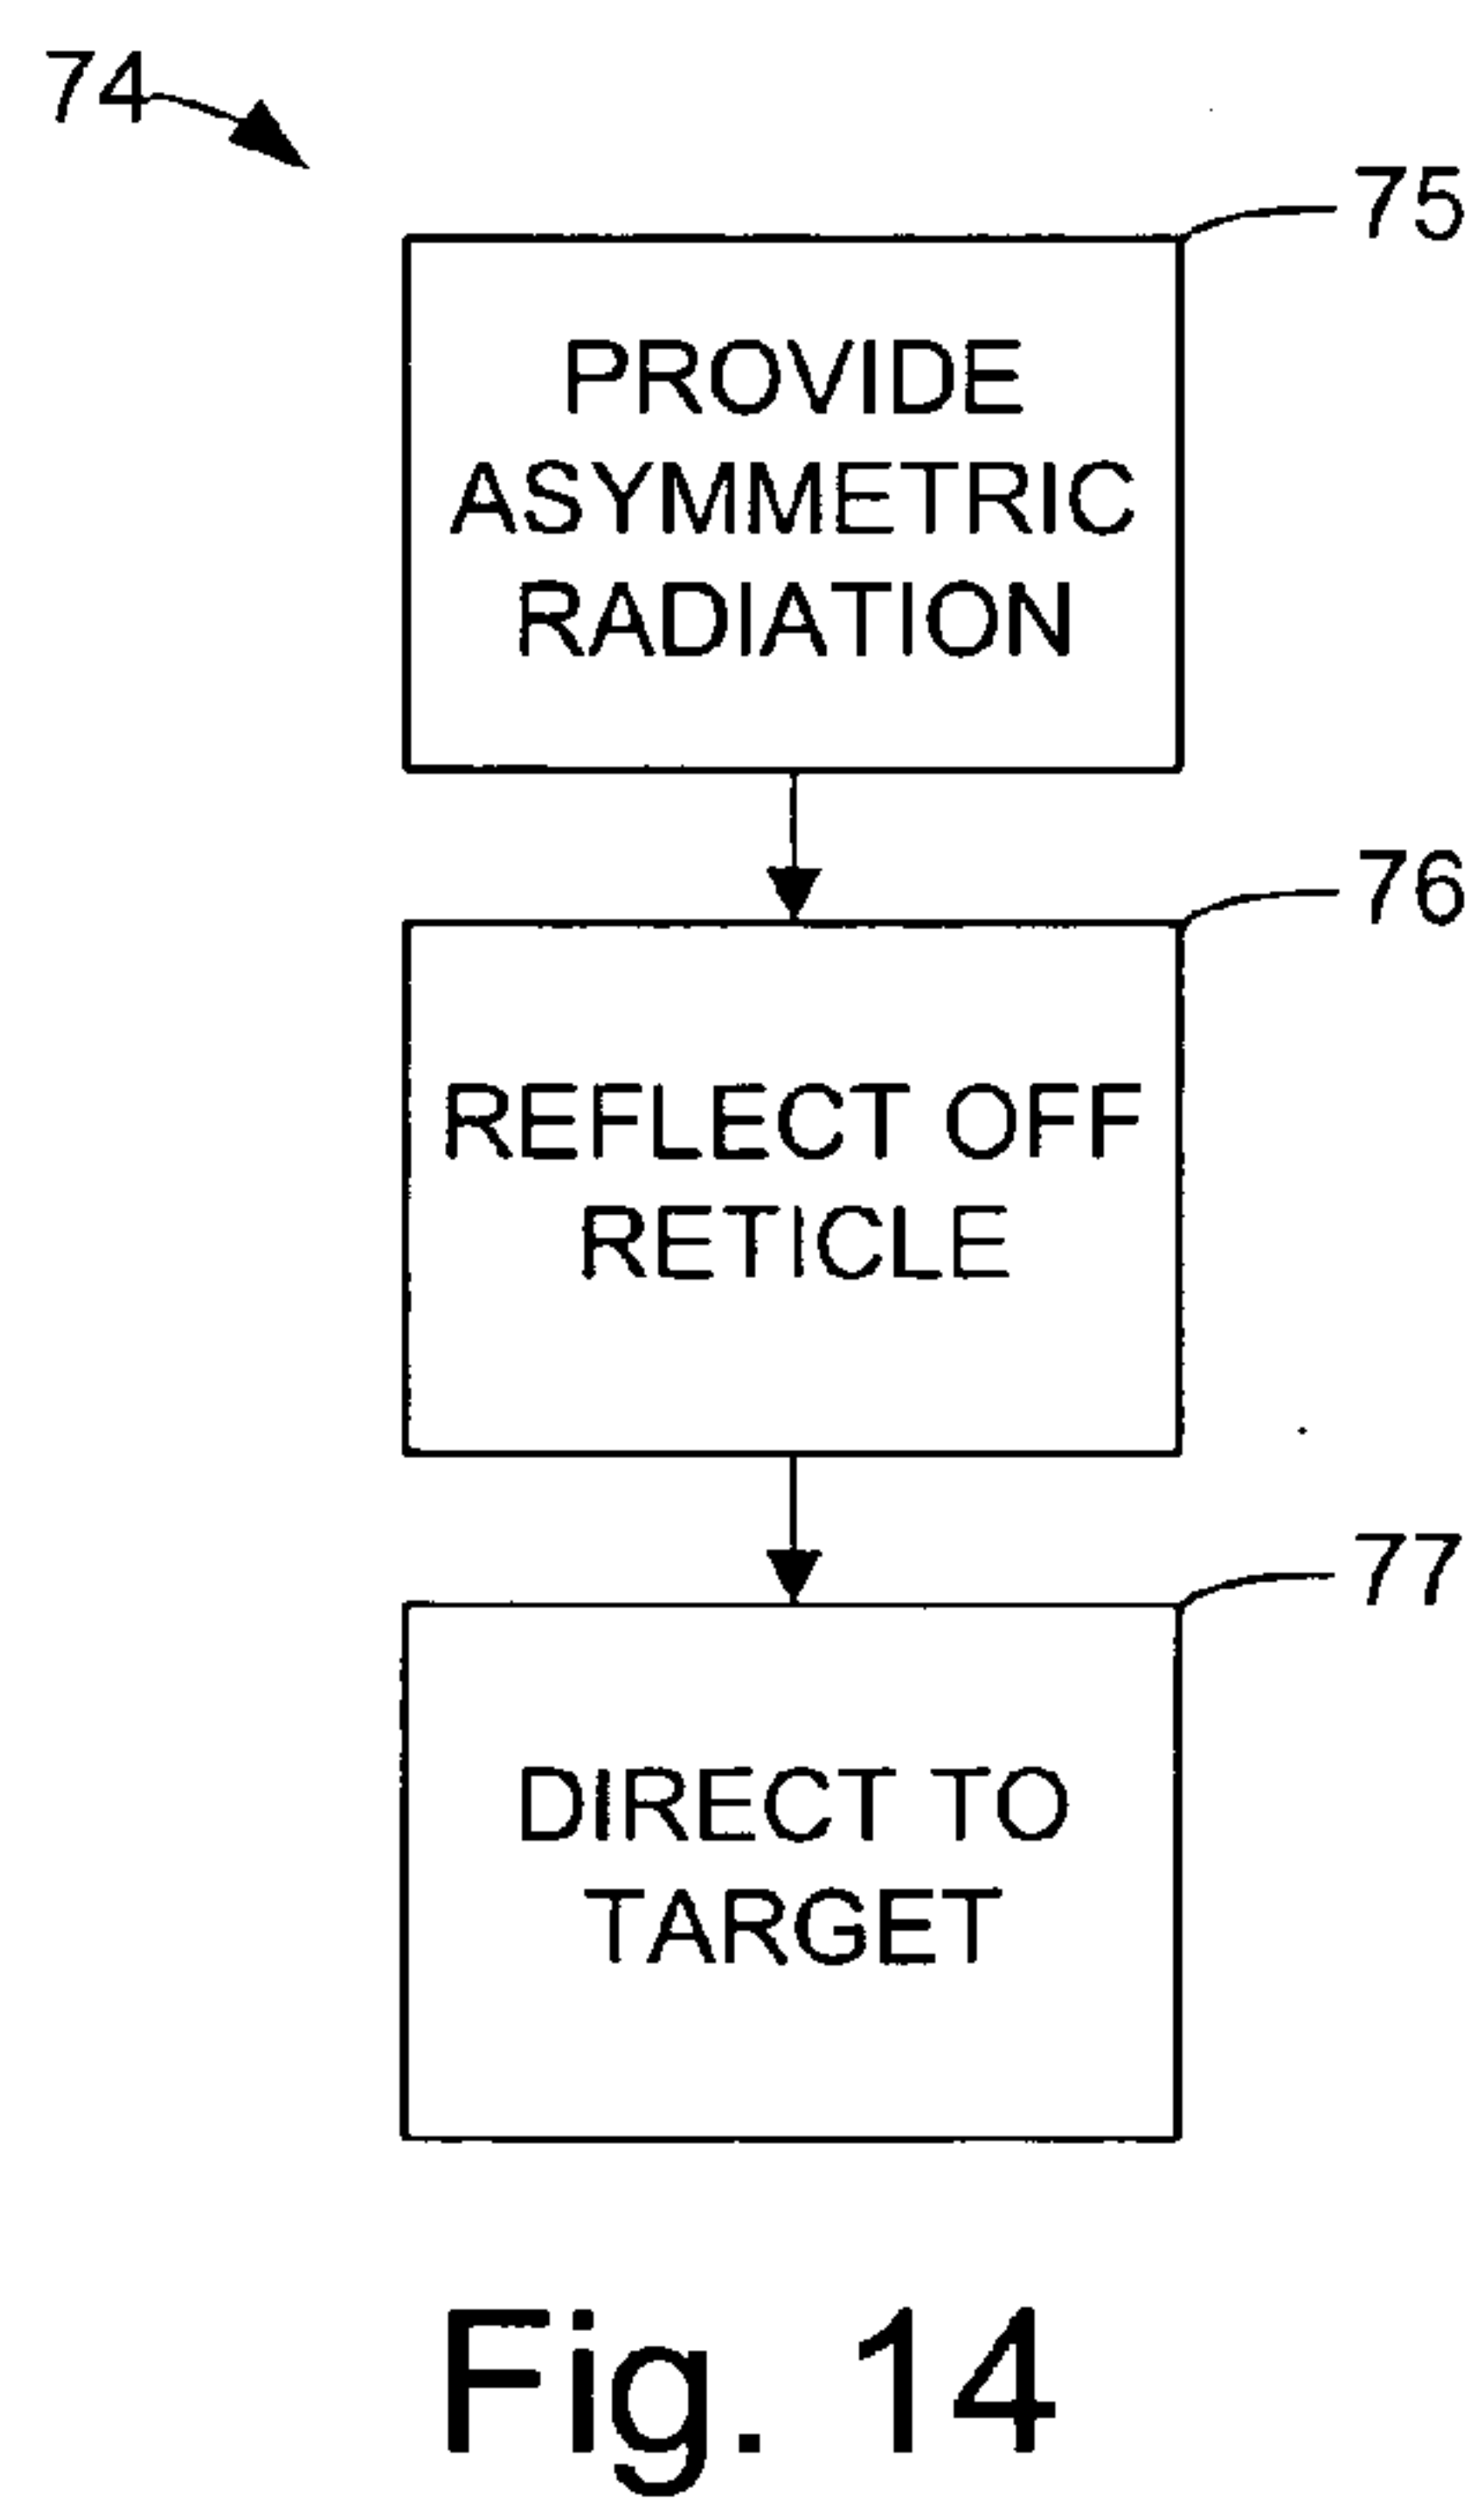 74
75
PROVIDE
ASYMMETRIC
RADIATION
76
REFLECT OFF
RETICLE
77
DIRECT TO
TARGET
Fig. 14